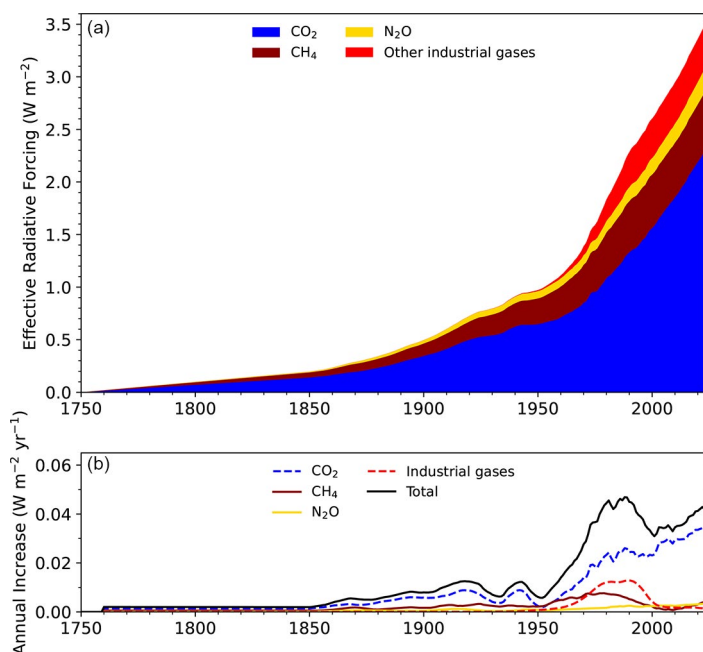 (a)
CO₂
CH₄
N₂O
Other industrial gases
Effective Radiative Forcing (W m⁻²)
3.5
3.0
2.5
2.0
1.5
1.0
0.5
0.0
1750 1800 1850 1900 1950 2000
(b)
CO₂
CH₄
N₂O
Industrial gases
Total
Annual Increase (W m⁻² yr⁻¹)
0.06
0.04
0.02
0.00
1750 1800 1850 1900 1950 2000